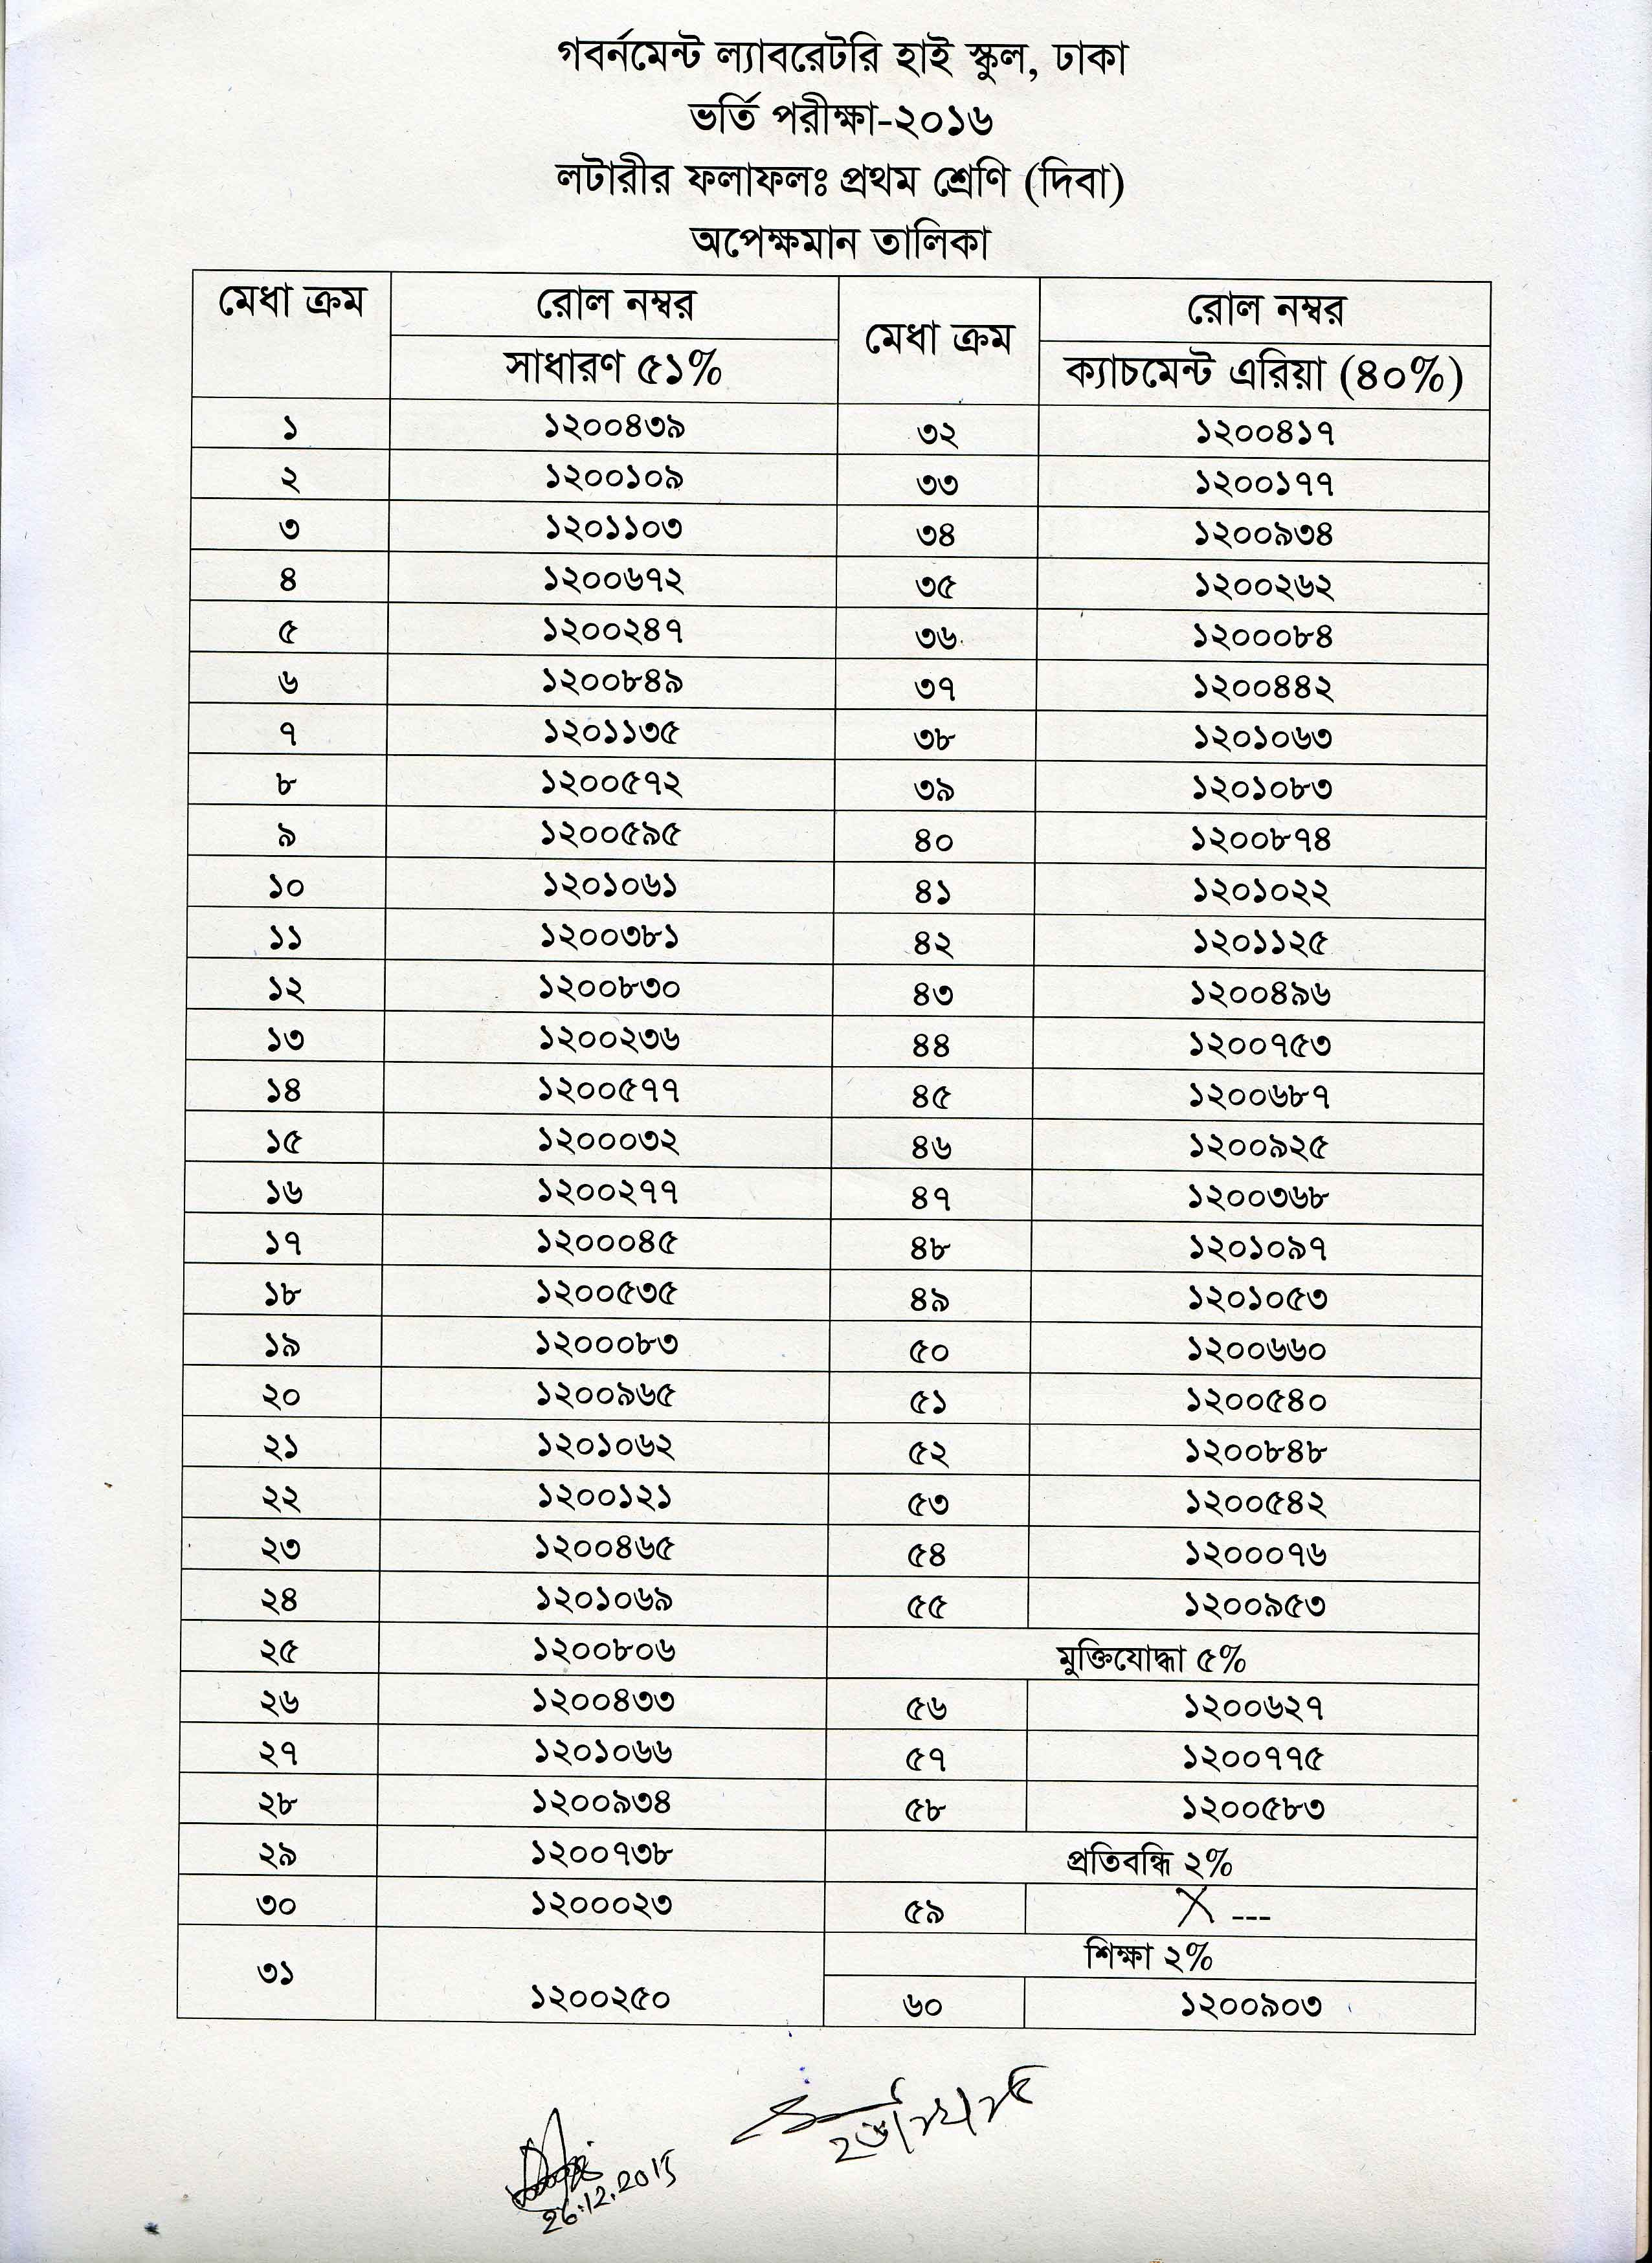 গবর্নমেন্ট ল্যাবরেটরি হাই স্কুল, ঢাকা
ভর্তি পরীক্ষা-২০১৬
লটারীর ফলাফলঃ প্রথম শ্রেণি (দিবা)
অপেক্ষমান তালিকা
মেধা ক্রম রোল নম্বর মেধা ক্রম রোল নম্বর
সাধারণ ৫১% ক্যাচমেন্ট এরিয়া (৪০%)
১ ১২০০৪৩৯ ৩২ ১২০০৪১৭
২ ১২০০১০৯ ৩৩ ১২০০১৭৭
৩ ১২০১১০৩ ৩৪ ১২০০৯৩৪
৪ ১২০০৬৭২ ৩৫ ১২০০২৬২
৫ ১২০০২৪৭ ৩৬ ১২০০০৮৪
৬ ১২০০৮৪৯ ৩৭ ১২০০৪৪২
৭ ১২০১১৩৫ ৩৮ ১২০১০৬৩
৮ ১২০০৫৭২ ৩৯ ১২০১০৮৩
৯ ১২০০৫৯৫ ৪০ ১২০০৮৭৪
১০ ১২০১০৬১ ৪১ ১২০১০২২
১১ ১২০০৩৮১ ৪২ ১২০১১২৫
১২ ১২০০৮৩০ ৪৩ ১২০০৪৯৬
১৩ ১২০০২৩৬ ৪৪ ১২০০৭৫৩
১৪ ১২০০৫৭৭ ৪৫ ১২০০৬৮৭
১৫ ১২০০০৩২ ৪৬ ১২০০৯২৫
১৬ ১২০০২৭৭ ৪৭ ১২০০৩৬৮
১৭ ১২০০০৪৫ ৪৮ ১২০১০৯৭
১৮ ১২০০৫৩৫ ৪৯ ১২০১০৫৩
১৯ ১২০০০৮৩ ৫০ ১২০০৬৬০
২০ ১২০০৯৬৫ ৫১ ১২০০৫৪০
২১ ১২০১০৬২ ৫২ ১২০০৮৪৮
২২ ১২০০১২১ ৫৩ ১২০০৫৪২
২৩ ১২০০৪৬৫ ৫৪ ১২০০০৭৬
২৪ ১২০১০৬৯ ৫৫ ১২০০৯৫৩
২৫ ১২০০৮০৬ মুক্তিযোদ্ধা ৫%
২৬ ১২০০৪৩৩ ৫৬ ১২০০৬২৭
২৭ ১২০১০৬৬ ৫৭ ১২০০৭৭৫
২৮ ১২০০৯৩৪ ৫৮ ১২০০৫৮৩
২৯ ১২০০৭৩৮ প্রতিবন্ধি ২%
৩০ ১২০০০২৩ ৫৯ X ---
শিক্ষা ২%
৩১ ১২০০২৫০ ৬০ ১২০০৯০৩
26.12.2015